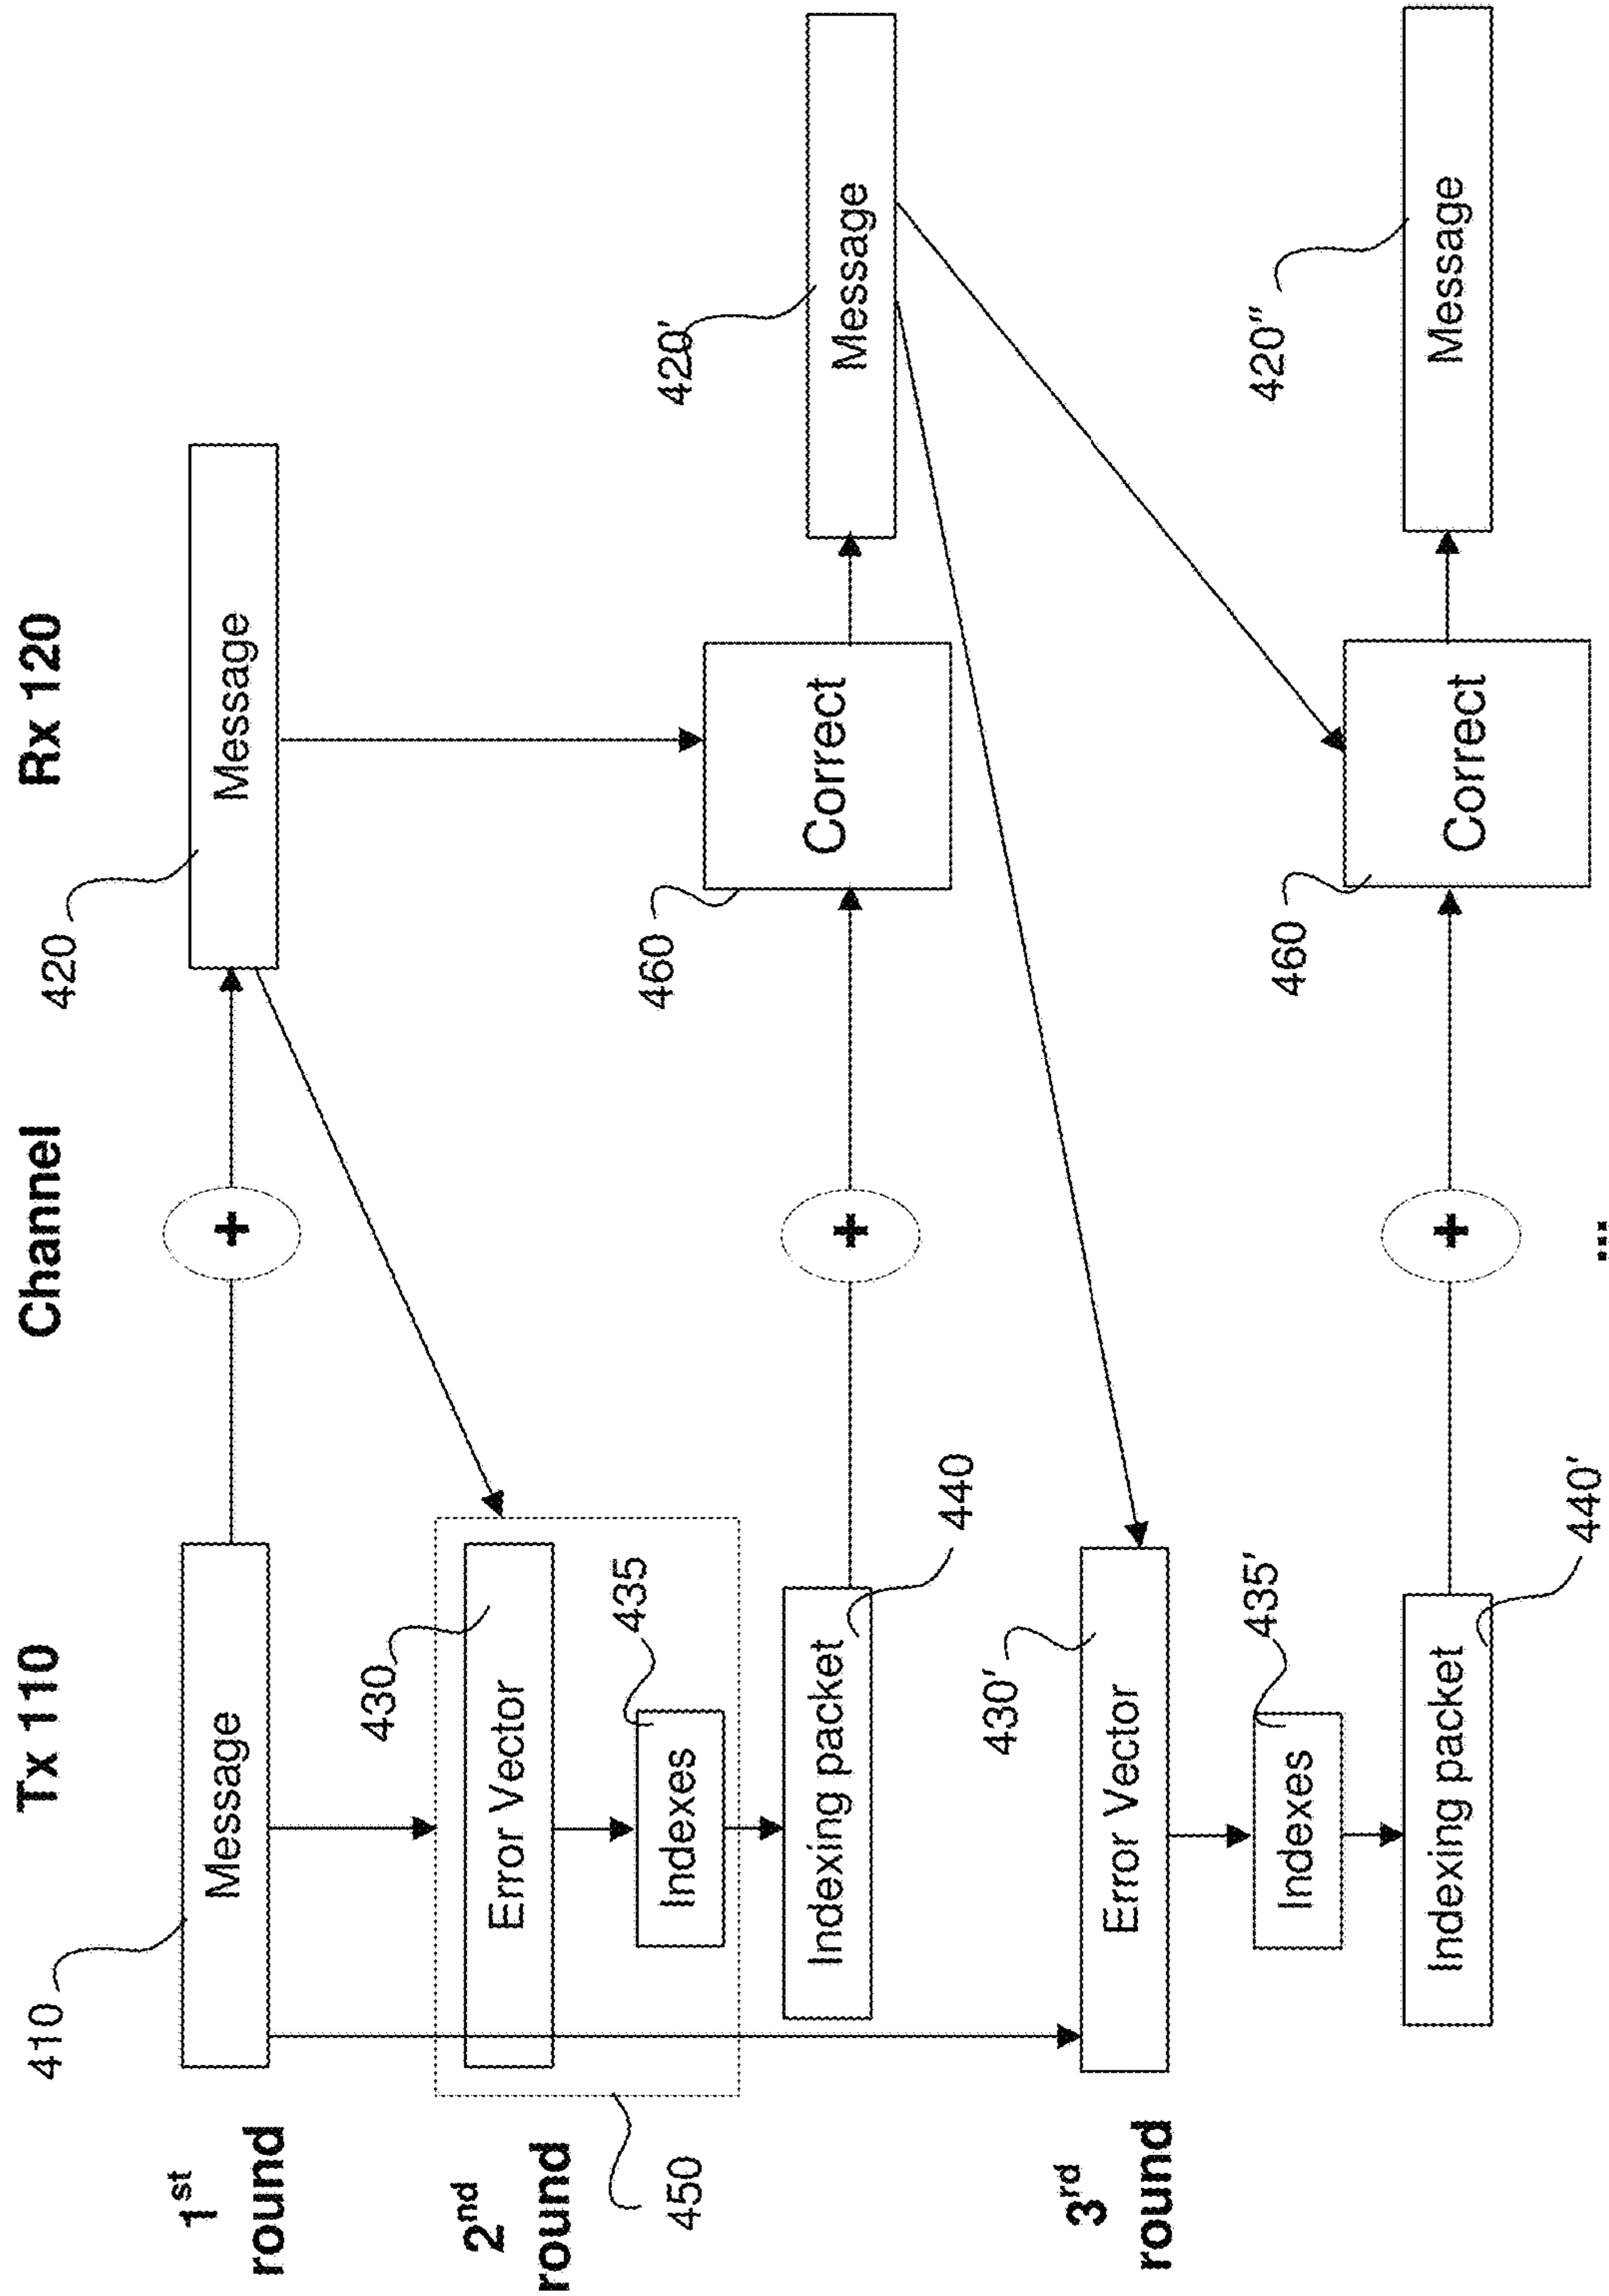 Tx 110
Channel
Rx 120
1st
round
410
Message
+
420
Message
2nd
round
450
430
Error Vector
435
Indexes
Indexing packet
440
+
460
Correct
420'
Message
3rd
round
430'
Error Vector
435'
Indexes
Indexing packet
440'
+
460
Correct
420''
Message
...